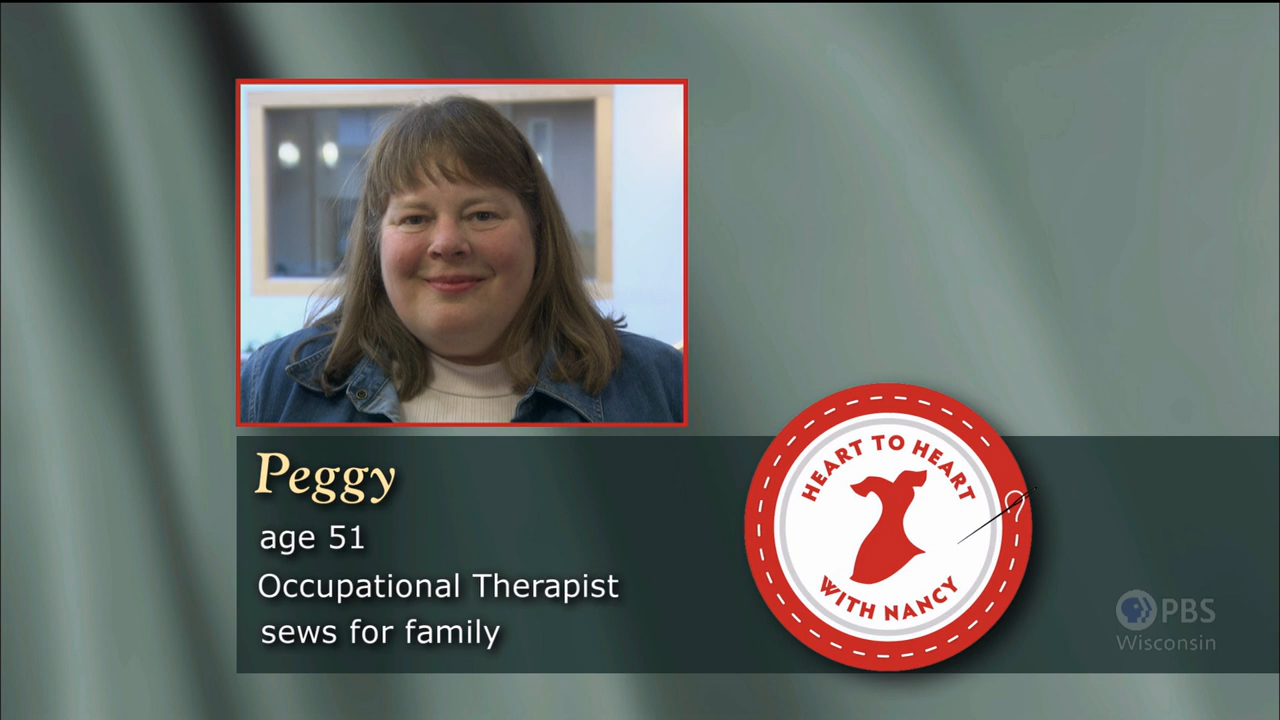 Peggy
age 51
Occupational Therapist
sews for family
HEART TO HEART
WITH NANCY
PBS
Wisconsin